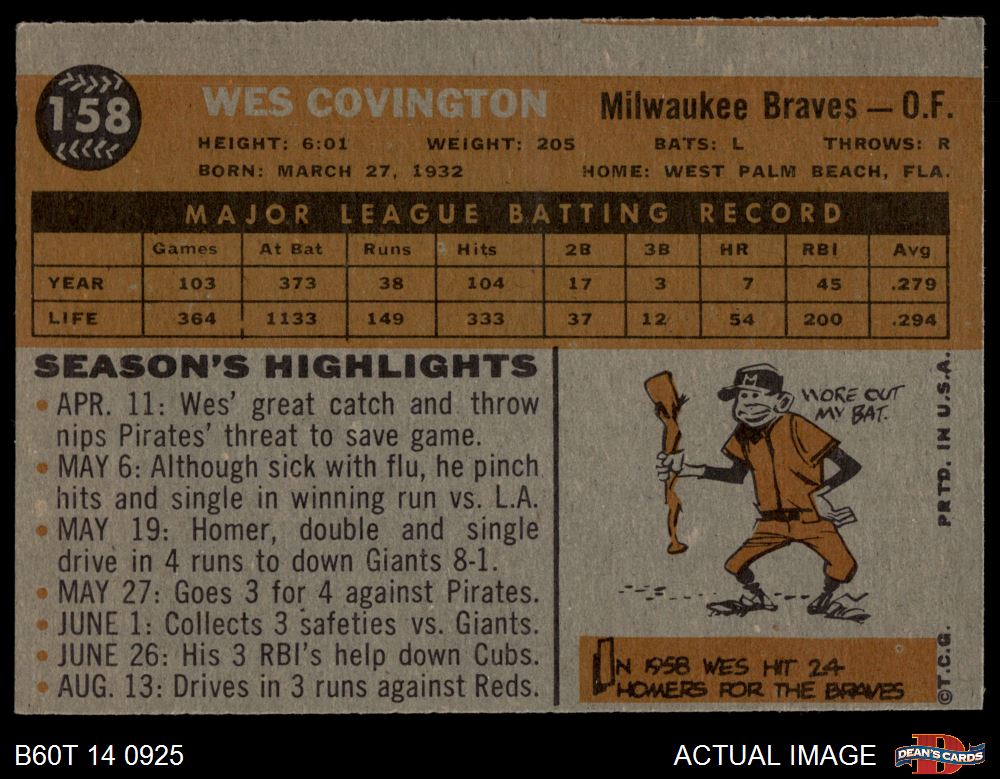 158
WES COVINGTON Milwaukee Braves — O.F.
HEIGHT: 6:01 WEIGHT: 205 BATS: L THROWS: R
BORN: MARCH 27, 1932 HOME: WEST PALM BEACH, FLA.
MAJOR LEAGUE BATTING RECORD
Games At Bat Runs Hits 2B 3B HR RBI Avg
YEAR 103 373 38 104 17 3 7 45 .279
LIFE 364 1133 149 333 37 12 54 200 .294
SEASON'S HIGHLIGHTS
• APR. 11: Wes' great catch and throw
nips Pirates' threat to save game.
• MAY 6: Although sick with flu, he pinch
hits and single in winning run vs. L.A.
• MAY 19: Homer, double and single
drive in 4 runs to down Giants 8-1.
• MAY 27: Goes 3 for 4 against Pirates.
• JUNE 1: Collects 3 safeties vs. Giants.
• JUNE 26: His 3 RBI's help down Cubs.
• AUG. 13: Drives in 3 runs against Reds.
M
WORE OUT
MY BAT.
IN 1958 WES HIT 24
HOMERS FOR THE BRAVES
©T.C.G. PRTD. IN U.S.A.
B60T 14 0925 ACTUAL IMAGE
DEAN'S CARDS